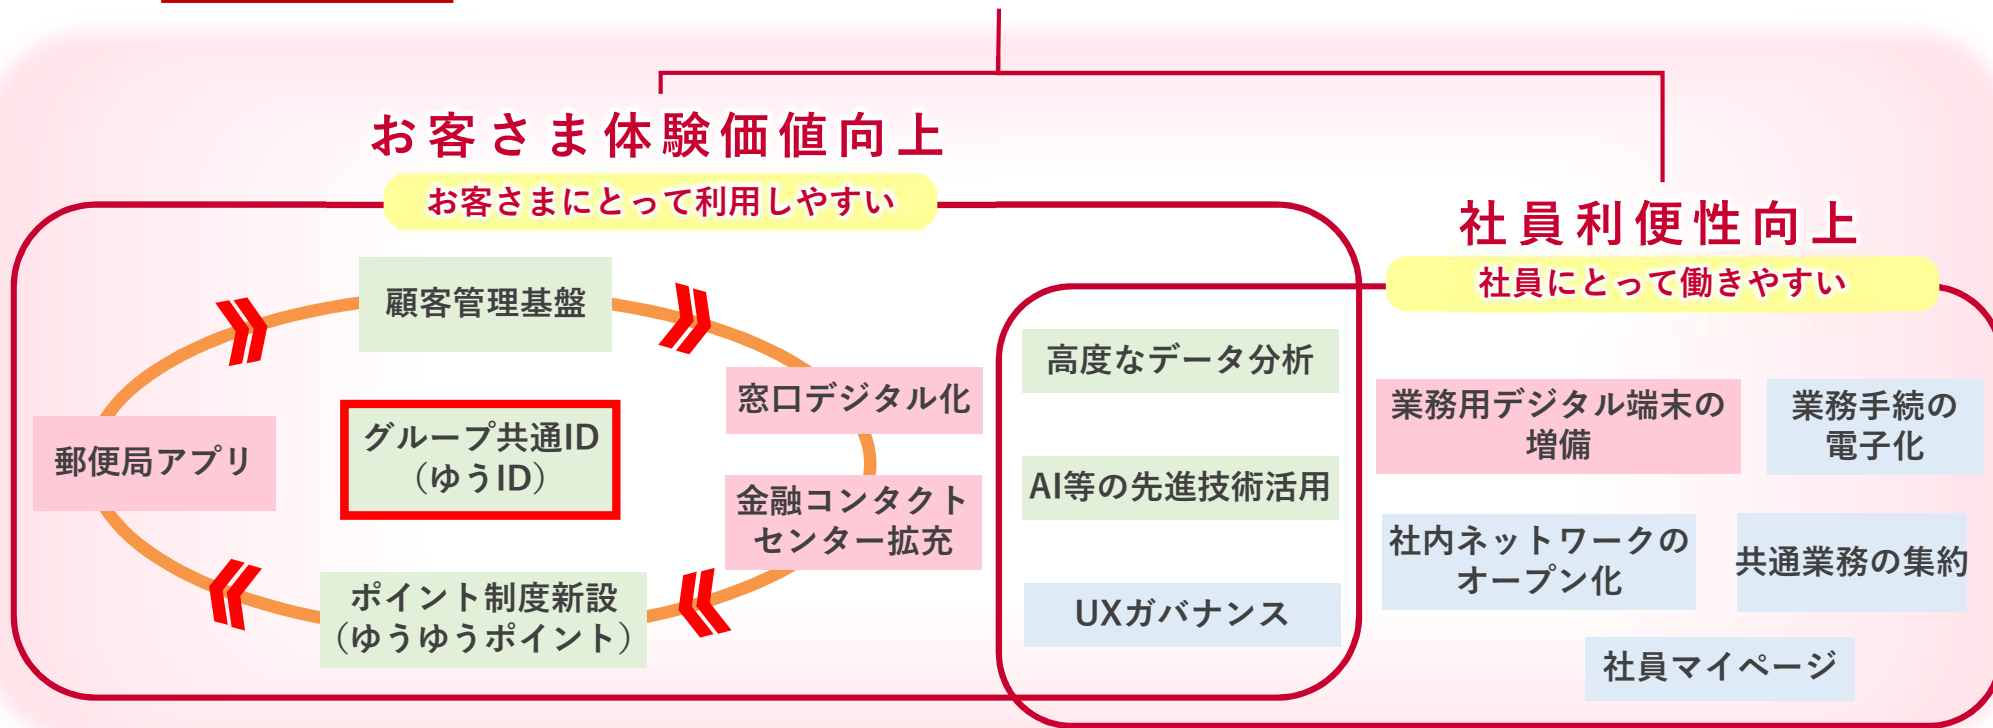 お客さま体験価値向上
お客さまにとって利用しやすい
顧客管理基盤
窓口デジタル化
郵便局アプリ
グループ共通ID
（ゆうID）
金融コンタクト
センター拡充
ポイント制度新設
（ゆうゆうポイント）
高度なデータ分析
AI等の先進技術活用
UXガバナンス
社員利便性向上
社員にとって働きやすい
業務用デジタル端末の
増備
業務手続の
電子化
社内ネットワークの
オープン化
共通業務の集約
社員マイページ